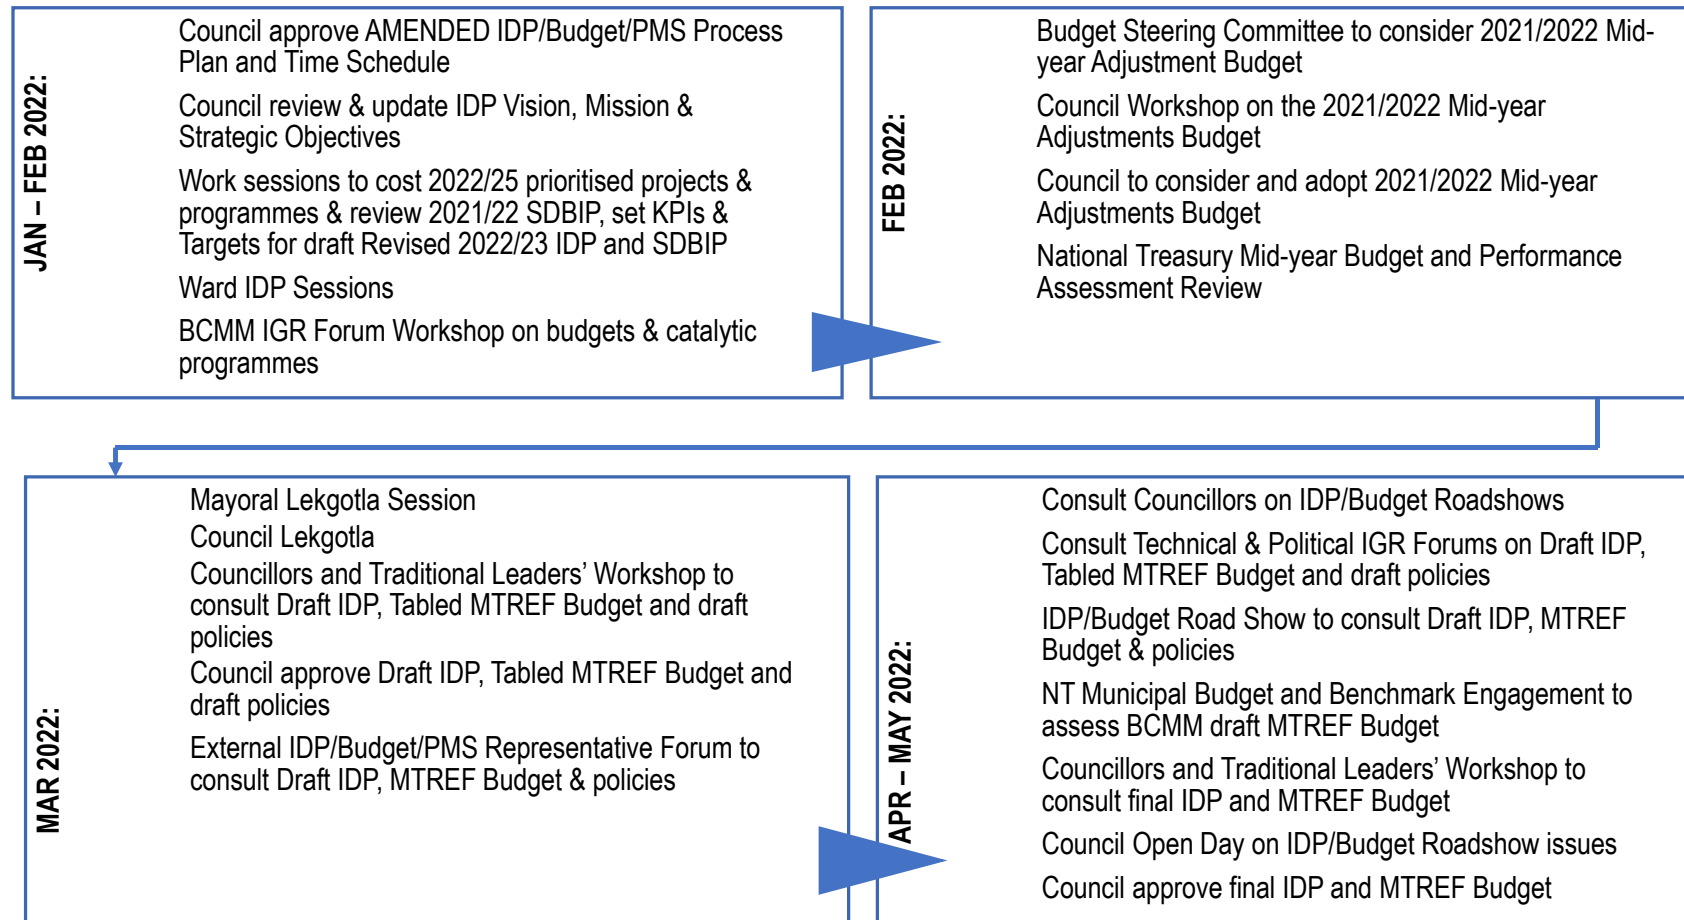 JAN – FEB 2022:
Council approve AMENDED IDP/Budget/PMS Process
Plan and Time Schedule
Council review & update IDP Vision, Mission &
Strategic Objectives
Work sessions to cost 2022/25 prioritised projects &
programmes & review 2021/22 SDBIP, set KPIs &
Targets for draft Revised 2022/23 IDP and SDBIP
Ward IDP Sessions
BCMM IGR Forum Workshop on budgets & catalytic
programmes
FEB 2022:
Budget Steering Committee to consider 2021/2022 Mid-
year Adjustment Budget
Council Workshop on the 2021/2022 Mid-year
Adjustments Budget
Council to consider and adopt 2021/2022 Mid-year
Adjustments Budget
National Treasury Mid-year Budget and Performance
Assessment Review
MAR 2022:
Mayoral Lekgotla Session
Council Lekgotla
Councillors and Traditional Leaders’ Workshop to
consult Draft IDP, Tabled MTREF Budget and draft
policies
Council approve Draft IDP, Tabled MTREF Budget and
draft policies
External IDP/Budget/PMS Representative Forum to
consult Draft IDP, MTREF Budget & policies
APR – MAY 2022:
Consult Councillors on IDP/Budget Roadshows
Consult Technical & Political IGR Forums on Draft IDP,
Tabled MTREF Budget and draft policies
IDP/Budget Road Show to consult Draft IDP, MTREF
Budget & policies
NT Municipal Budget and Benchmark Engagement to
assess BCMM draft MTREF Budget
Councillors and Traditional Leaders’ Workshop to
consult final IDP and MTREF Budget
Council Open Day on IDP/Budget Roadshow issues
Council approve final IDP and MTREF Budget